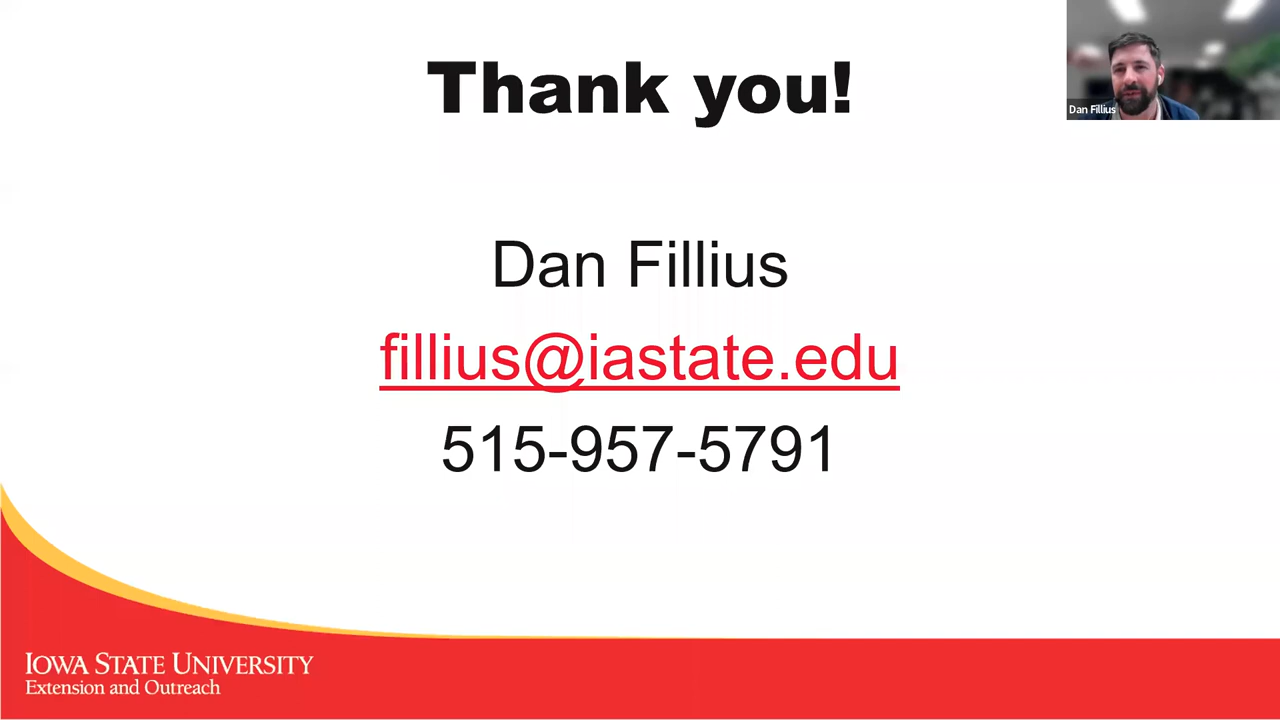 Thank you!
Dan Fillius
Dan Fillius
fillius@iastate.edu
515-957-5791
IOWA STATE UNIVERSITY
Extension and Outreach